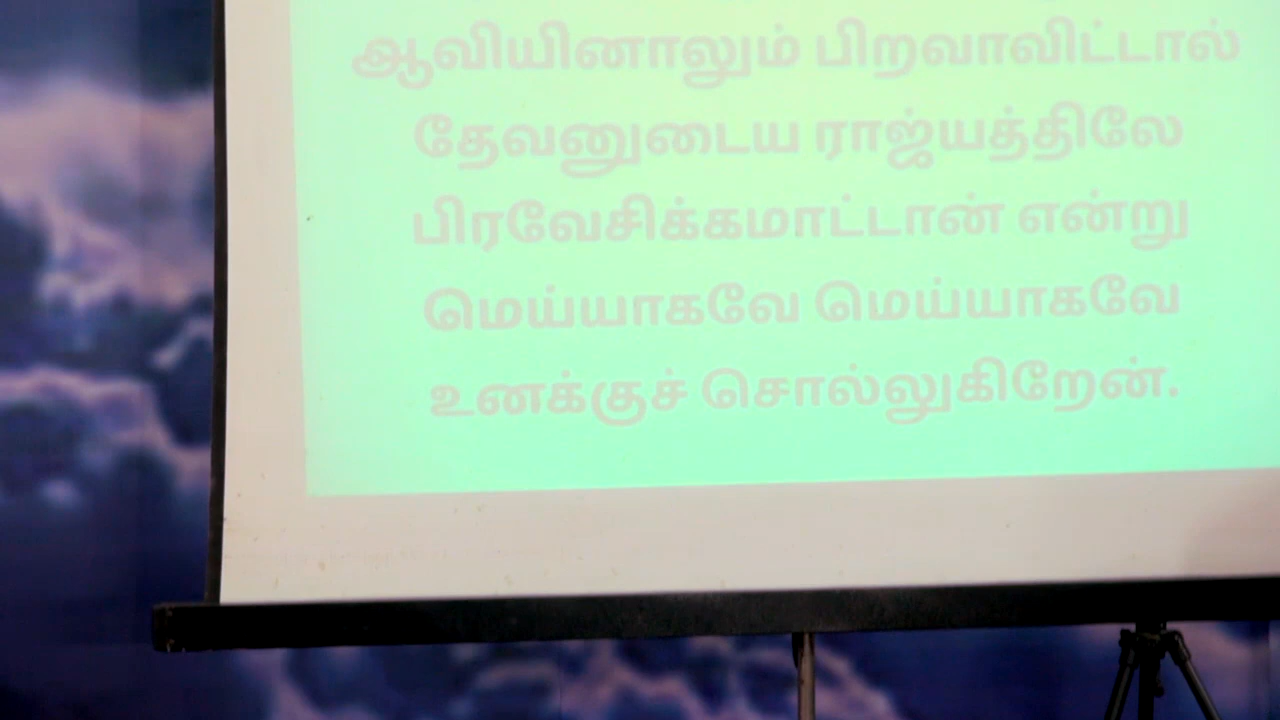 ஆவியினாலும் பிறவாவிட்டால்
தேவனுடைய ராஜ்யத்திலே
பிரவேசிக்கமாட்டான் என்று
மெய்யாகவே மெய்யாகவே
உனக்குச் சொல்லுகிறேன்.